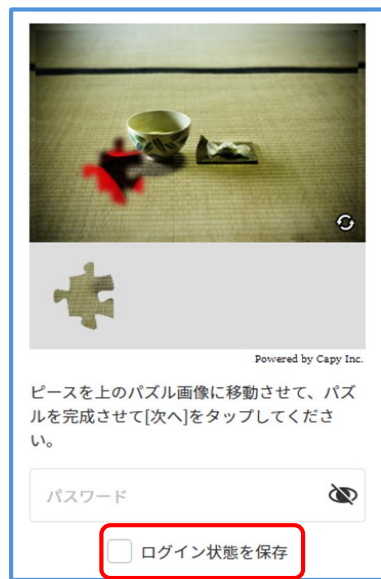 Powered by Capy Inc.
ピースを上のパズル画像に移動させて、パズ
ルを完成させて[次へ]をタップしてくださ
い。
パスワード
ログイン状態を保存